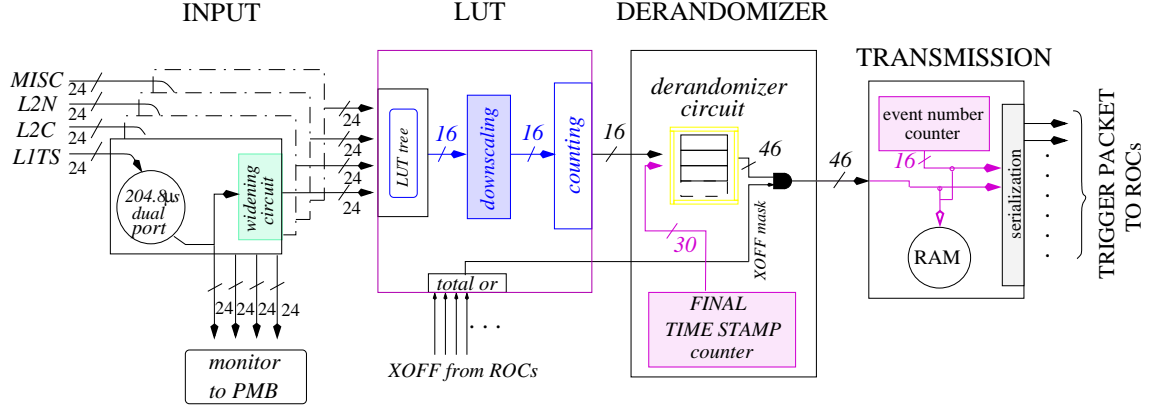 INPUT
LUT
DERANDOMIZER
TRANSMISSION
MISC
24
L2N
24
L2C
24
L1TS
24
204.8μs
dual
port
widening
circuit
24
24
24
24
24
24
24
24
monitor
to PMB
LUT tree
16
downscaling
16
counting
16
total or
. . .
XOFF from ROCs
derandomizer
circuit
46
XOFF mask
30
FINAL
TIME STAMP
counter
46
event number
counter
16
RAM
serialization
TRIGGER PACKET
TO ROCs